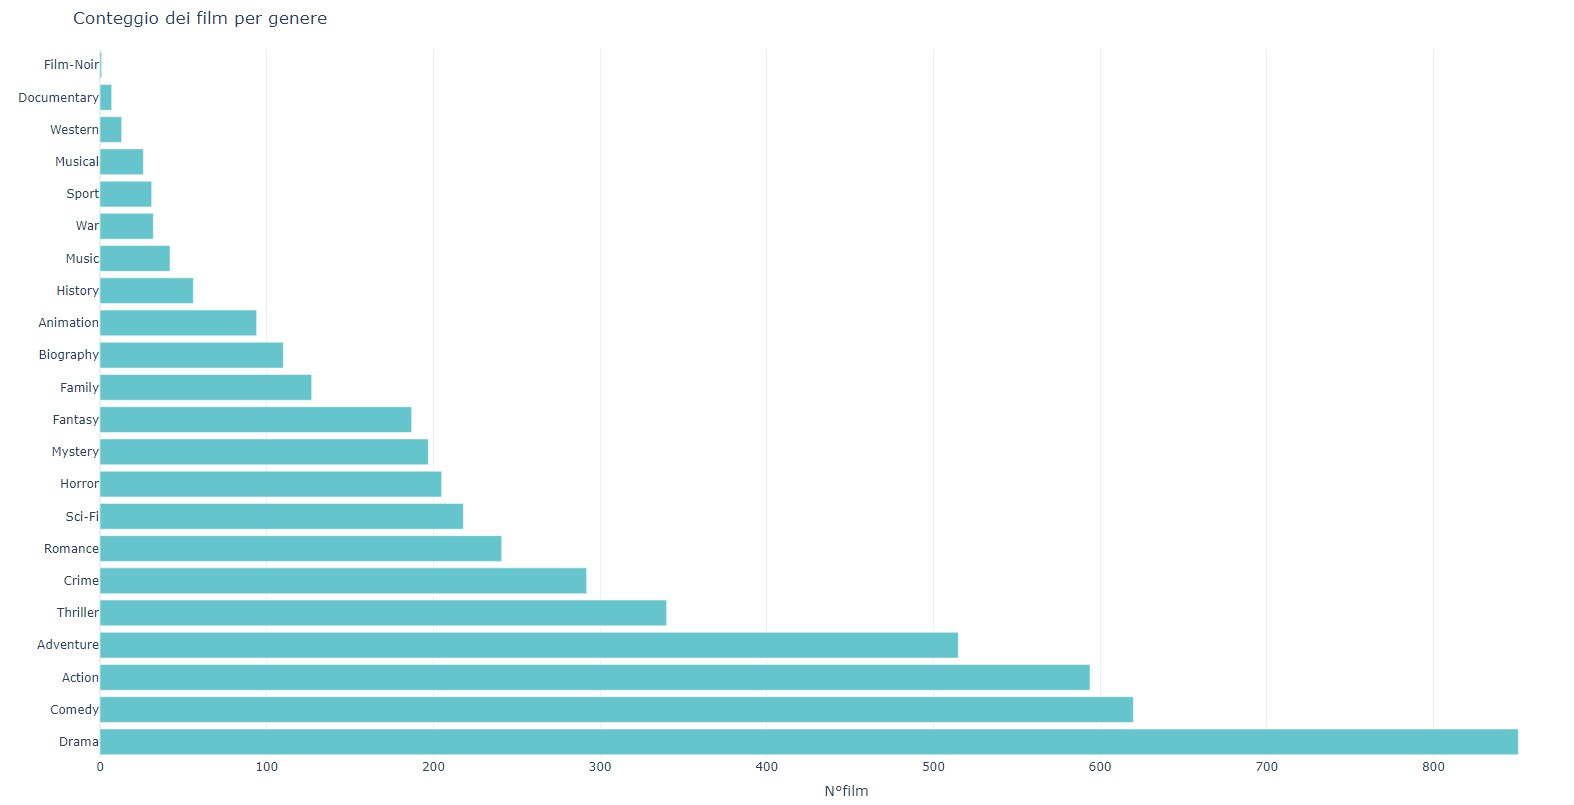 Conteggio dei film per genere
Film-Noir
Documentary
Western
Musical
Sport
War
Music
History
Animation
Biography
Family
Fantasy
Mystery
Horror
Sci-Fi
Romance
Crime
Thriller
Adventure
Action
Comedy
Drama
0 100 200 300 400 500 600 700 800
N°film